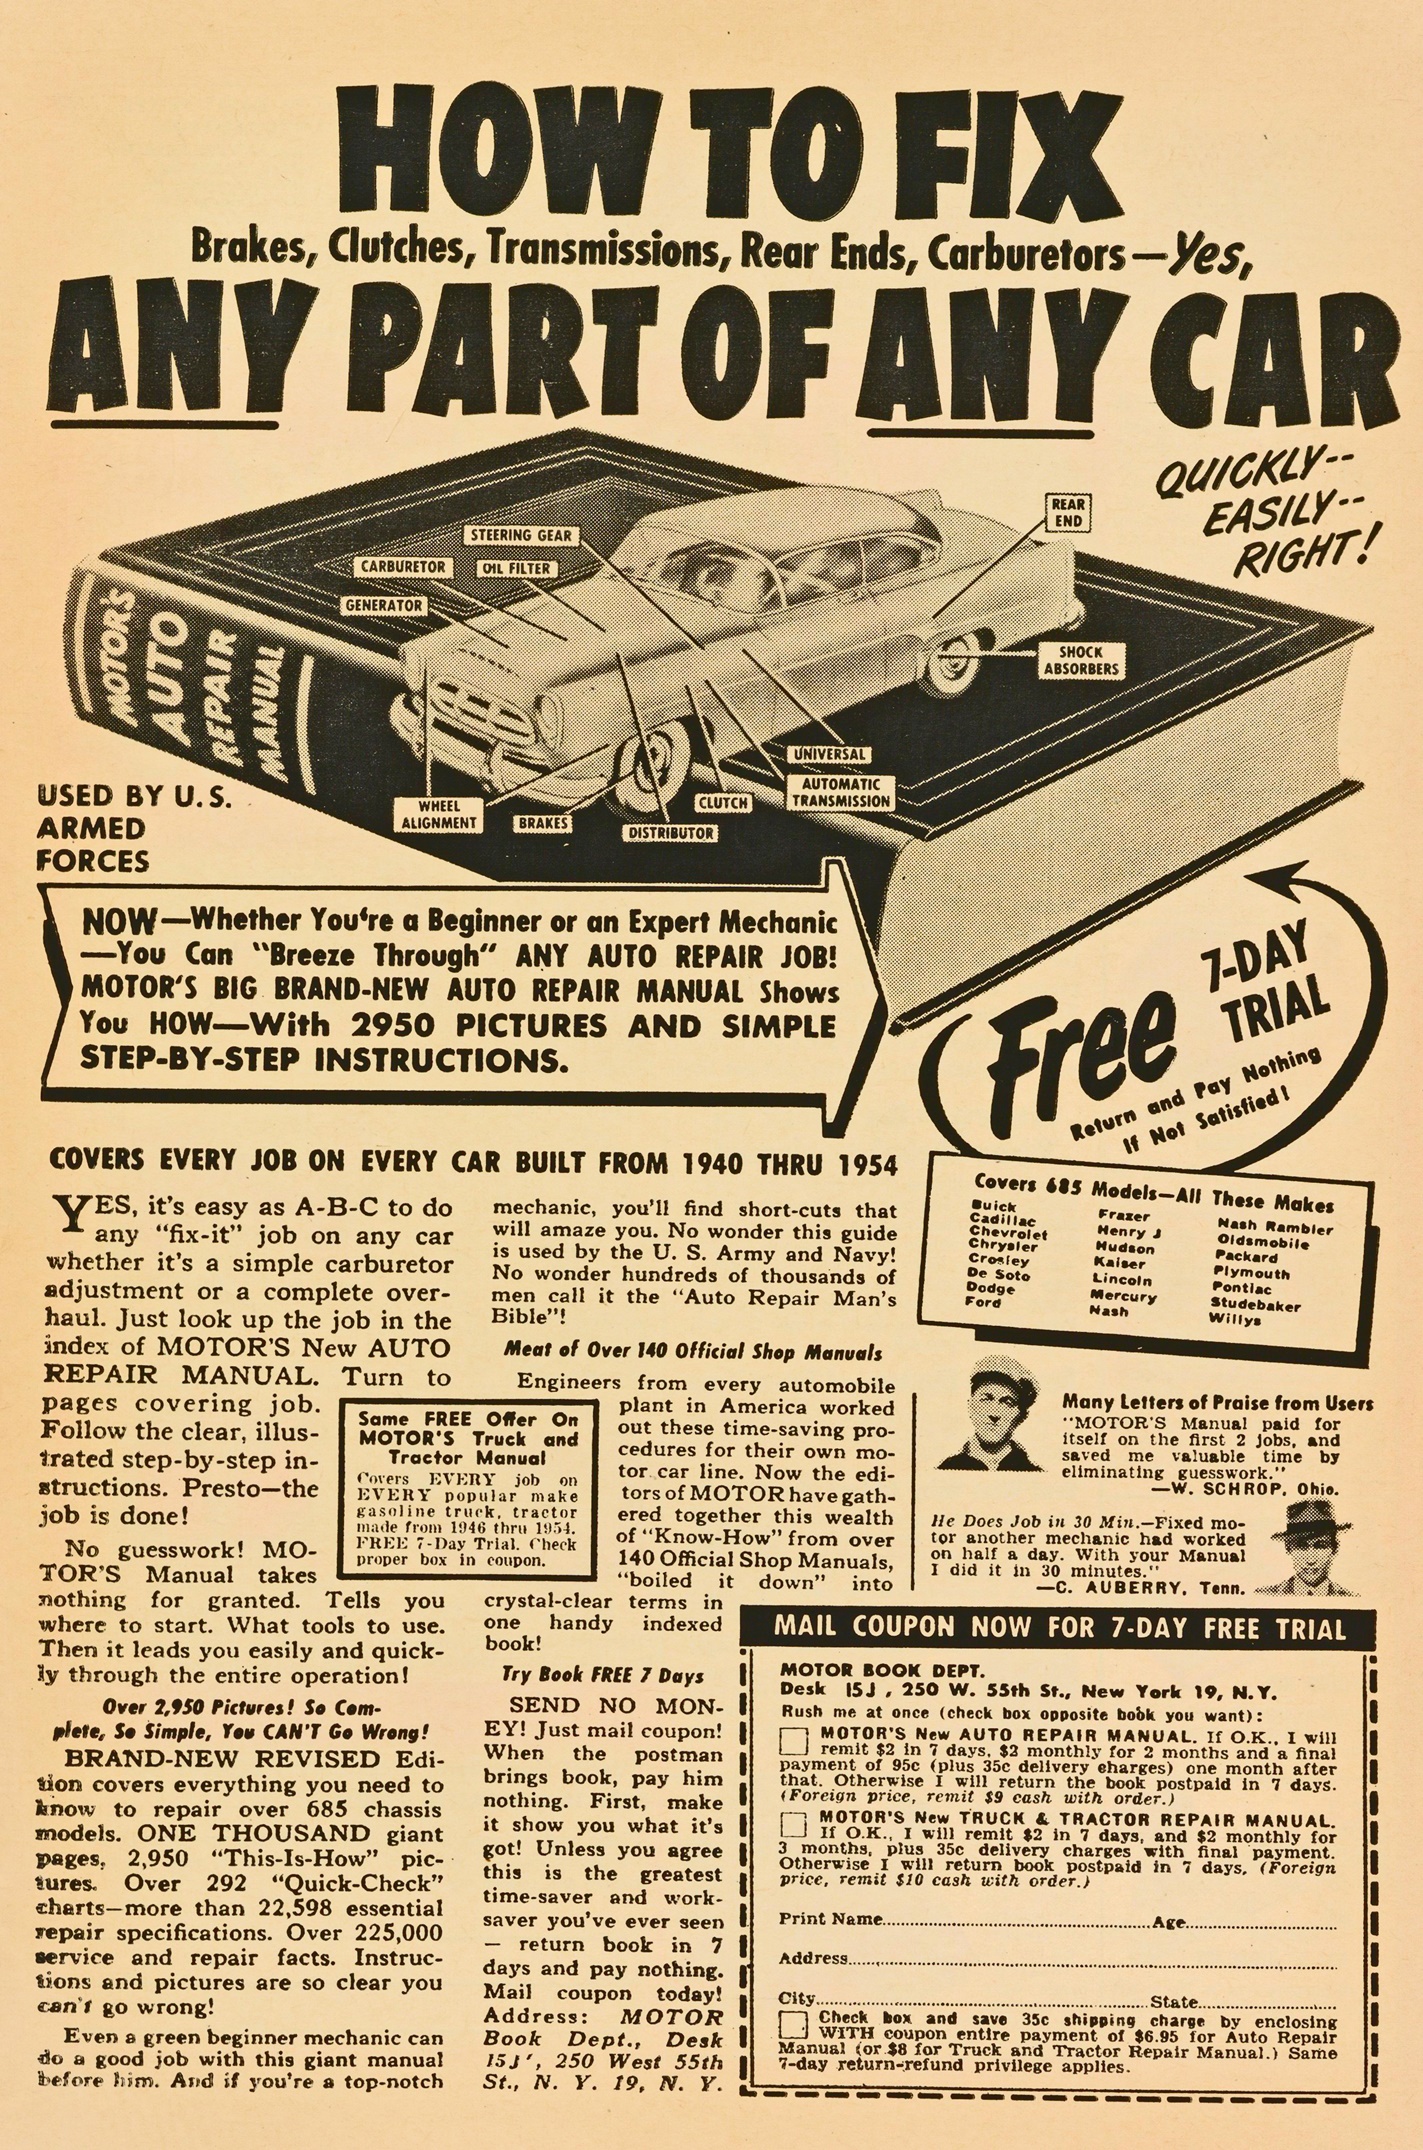 HOW TO FIX
Brakes, Clutches, Transmissions, Rear Ends, Carburetors—Yes,
ANY PART OF ANY CAR
QUICKLY--
EASILY--
RIGHT!
MOTOR'S
AUTO
REPAIR
MANUAL
STEERING GEAR
CARBURETOR
OIL FILTER
GENERATOR
REAR
END
SHOCK
ABSORBERS
UNIVERSAL
AUTOMATIC
TRANSMISSION
CLUTCH
WHEEL
ALIGNMENT
BRAKES
DISTRIBUTOR
USED BY U.S.
ARMED
FORCES
NOW—Whether You're a Beginner or an Expert Mechanic
—You Can "Breeze Through" ANY AUTO REPAIR JOB!
MOTOR'S BIG BRAND-NEW AUTO REPAIR MANUAL Shows
You HOW—With 2950 PICTURES AND SIMPLE
STEP-BY-STEP INSTRUCTIONS.
Free
7-DAY
TRIAL
Return and Pay Nothing
If Not Satisfied!
COVERS EVERY JOB ON EVERY CAR BUILT FROM 1940 THRU 1954
YES, it's easy as A-B-C to do
any "fix-it" job on any car
whether it's a simple carburetor
adjustment or a complete over-
haul. Just look up the job in the
index of MOTOR'S New AUTO
REPAIR MANUAL. Turn to
pages covering job.
Follow the clear, illus-
trated step-by-step in-
structions. Presto—the
job is done!
No guesswork! MO-
TOR'S Manual takes
nothing for granted. Tells you
where to start. What tools to use.
Then it leads you easily and quick-
ly through the entire operation!
Over 2,950 Pictures! So Com-
plete, So Simple, You CAN'T Go Wrong!
BRAND-NEW REVISED Edi-
tion covers everything you need to
know to repair over 685 chassis
models. ONE THOUSAND giant
pages, 2,950 "This-Is-How" pic-
tures. Over 292 "Quick-Check"
charts—more than 22,598 essential
repair specifications. Over 225,000
service and repair facts. Instruc-
tions and pictures are so clear you
can't go wrong!
Even a green beginner mechanic can
do a good job with this giant manual
before him. And if you're a top-notch
mechanic, you'll find short-cuts that
will amaze you. No wonder this guide
is used by the U. S. Army and Navy!
No wonder hundreds of thousands of
men call it the "Auto Repair Man's
Bible"!
Meat of Over 140 Official Shop Manuals
Engineers from every automobile
plant in America worked
out these time-saving pro-
cedures for their own mo-
tor car line. Now the edi-
tors of MOTOR have gath-
ered together this wealth
of "Know-How" from over
140 Official Shop Manuals,
"boiled it down" into
crystal-clear terms in
one handy indexed
book!
Try Book FREE 7 Days
SEND NO MON-
EY! Just mail coupon!
When the postman
brings book, pay him
nothing. First, make
it show you what it's
got! Unless you agree
this is the greatest
time-saver and work-
saver you've ever seen
— return book in 7
days and pay nothing.
Mail coupon today!
Address: MOTOR
Book Dept., Desk
15J', 250 West 55th
St., N. Y. 19, N. Y.
Same FREE Offer On
MOTOR'S Truck and
Tractor Manual
Covers EVERY job on
EVERY popular make
gasoline truck, tractor
made from 1946 thru 1954.
FREE 7-Day Trial. Check
proper box in coupon.
Covers 685 Models—All These Makes
Buick
Cadillac
Chevrolet
Chrysler
Crosley
De Soto
Dodge
Ford
Frazer
Henry J
Hudson
Kaiser
Lincoln
Mercury
Nash
Nash Rambler
Oldsmobile
Packard
Plymouth
Pontiac
Studebaker
Willys
Many Letters of Praise from Users
"MOTOR'S Manual paid for
itself on the first 2 jobs, and
saved me valuable time by
eliminating guesswork."
—W. SCHROP, Ohio.
He Does Job in 30 Min.—Fixed mo-
tor another mechanic had worked
on half a day. With your Manual
I did it in 30 minutes."
—C. AUBERRY, Tenn.
MAIL COUPON NOW FOR 7-DAY FREE TRIAL
MOTOR BOOK DEPT.
Desk 15J , 250 W. 55th St., New York 19, N.Y.
Rush me at once (check box opposite book you want):
MOTOR'S New AUTO REPAIR MANUAL. If O.K., I will
remit $2 in 7 days, $2 monthly for 2 months and a final
payment of 95c (plus 35c delivery charges) one month after
that. Otherwise I will return the book postpaid in 7 days.
(Foreign price, remit $9 cash with order.)
MOTOR'S New TRUCK & TRACTOR REPAIR MANUAL.
If O.K., I will remit $2 in 7 days, and $2 monthly for
3 months, plus 35c delivery charges with final payment.
Otherwise I will return book postpaid in 7 days. (Foreign
price, remit $10 cash with order.)
Print Name..........Age..........
Address..........
City..........State..........
Check box and save 35c shipping charge by enclosing
WITH coupon entire payment of $6.95 for Auto Repair
Manual (or $8 for Truck and Tractor Repair Manual.) Same
7-day return-refund privilege applies.